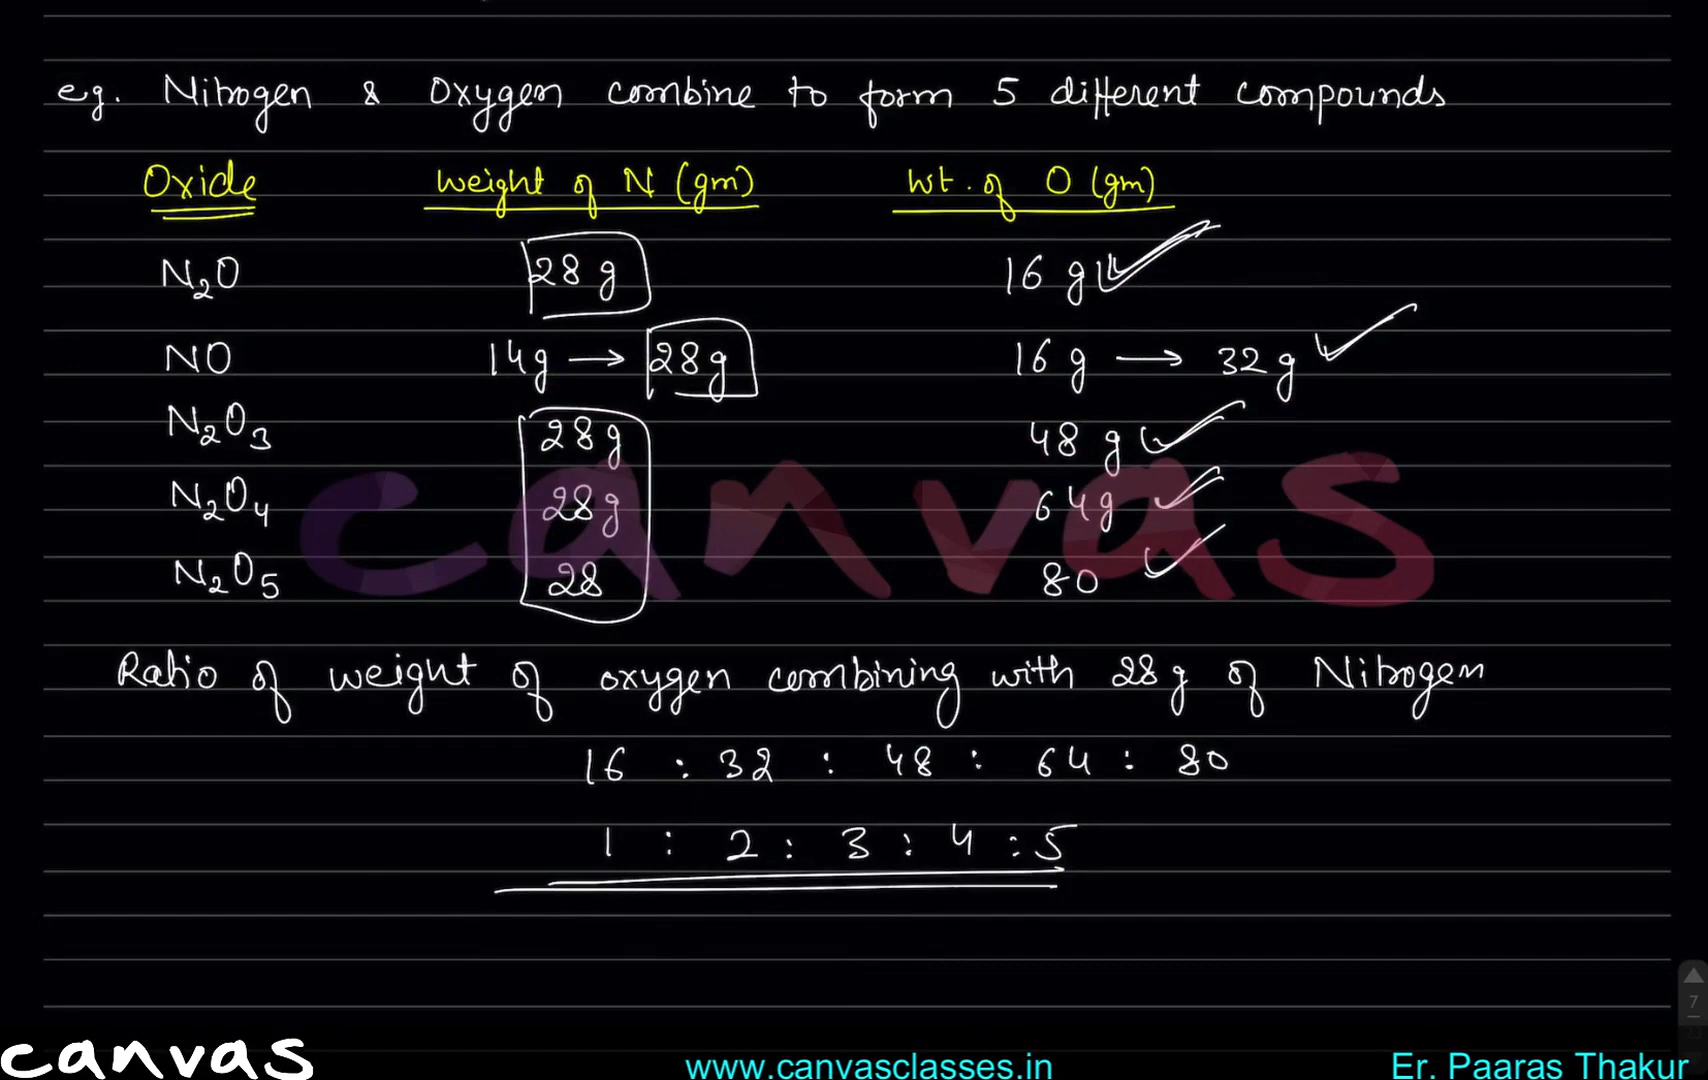 eg. Nitrogen & Oxygen combine to form 5 different compounds
Oxide weight of N (gm) wt. of O (gm)
N₂O 28 g 16 g
NO 14g → 28g 16 g → 32 g
N₂O₃ 28g 48 g
N₂O₄ 28g 64g
N₂O₅ 28 80
canvas
Ratio of weight of oxygen combining with 28g of Nitrogen
16 : 32 : 48 : 64 : 80
1 : 2 : 3 : 4 : 5
7
canvas www.canvasclasses.in Er. Paaras Thakur